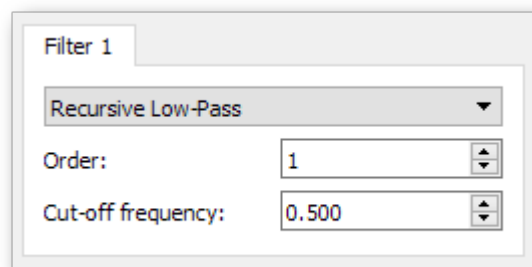 Filter 1
Recursive Low-Pass
Order: 1
Cut-off frequency: 0.500